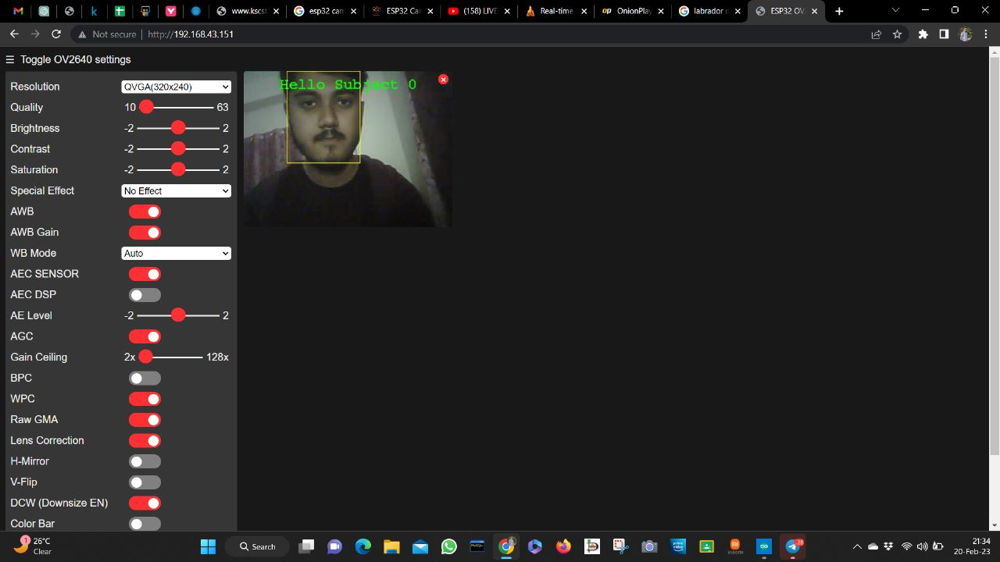 www.kscst
esp32 cam
ESP32 Car
(158) LIVE
Real-time
OnionPlay
labrador d
ESP32 OV
Not secure | http://192.168.43.151
Toggle OV2640 settings
Resolution QVGA(320x240)
Quality 10 63
Brightness -2 2
Contrast -2 2
Saturation -2 2
Special Effect No Effect
AWB
AWB Gain
WB Mode Auto
AEC SENSOR
AEC DSP
AE Level -2 2
AGC
Gain Ceiling 2x 128x
BPC
WPC
Raw GMA
Lens Correction
H-Mirror
V-Flip
DCW (Downsize EN)
Color Bar
Hello Subject 0
1
26°C
Clear
Search
28
21:34
20-Feb-23